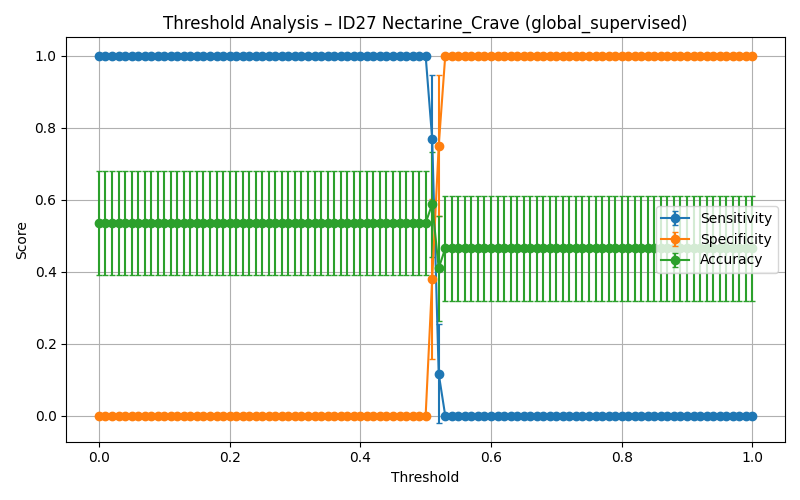 Threshold Analysis – ID27 Nectarine_Crave (global_supervised)
1.0
0.8
0.6
0.4
0.2
0.0
Score
Sensitivity
Specificity
Accuracy
0.0 0.2 0.4 0.6 0.8 1.0
Threshold